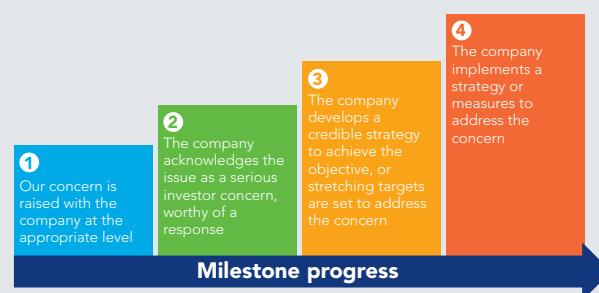 1
Our concern is
raised with the
company at the
appropriate level
2
The company
acknowledges the
issue as a serious
investor concern,
worthy of a
response
3
The company
develops a
credible strategy
to achieve the
objective, or
stretching targets
are set to address
the concern
4
The company
implements a
strategy or
measures to
address the
concern
Milestone progress